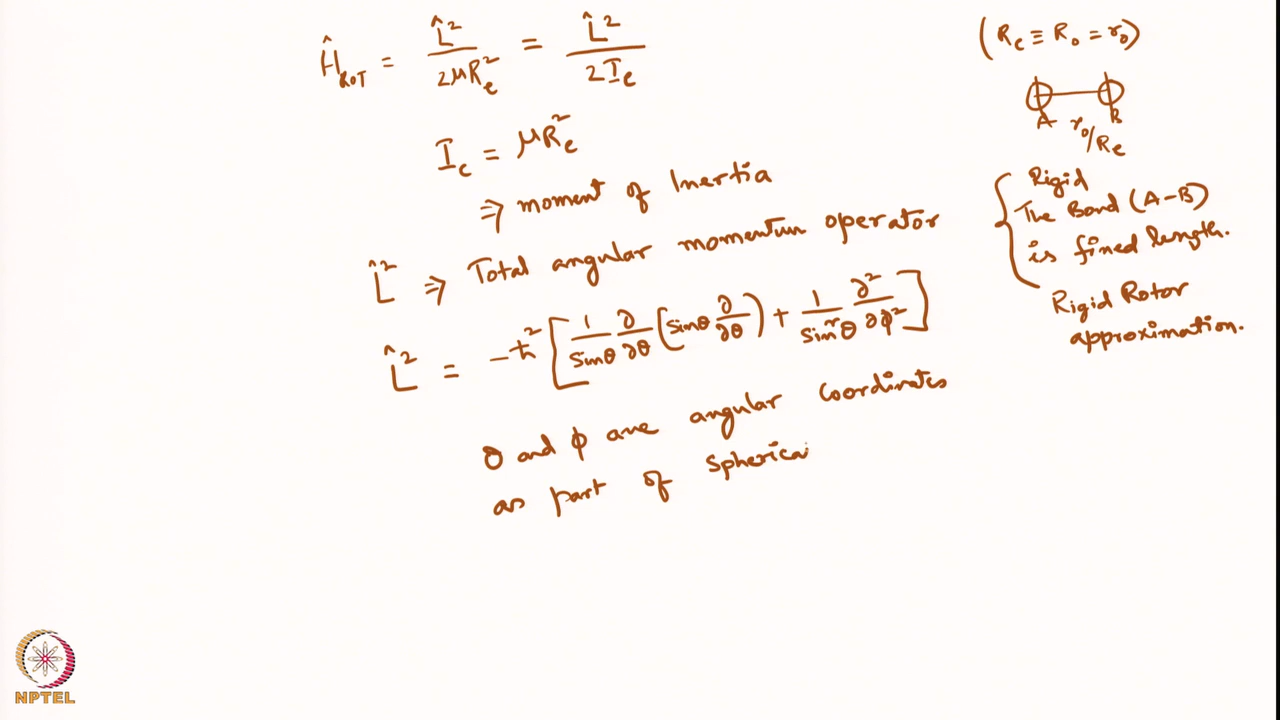 Ĥ_ROT = L̂² / 2μR_e² = L̂² / 2I_e
I_e = μR_e²
⇒ moment of Inertia
L̂² ⇒ Total angular momentum operator
L̂² = -ħ² [ 1/Sinθ ∂/∂θ (Sinθ ∂/∂θ) + 1/Sin²θ ∂²/∂φ² ]
θ and φ are angular coordinates
as part of spherica
(R_e ≡ R_0 = r_0)
A B
r_0/R_e
Rigid
The Bond (A-B)
is fined length.
Rigid Rotor
approximation.
NPTEL